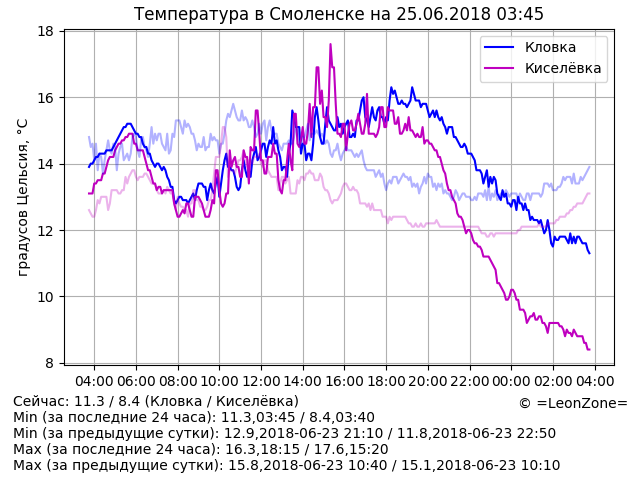 Температура в Смоленске на 25.06.2018 03:45
Кловка
Киселёвка
градусов Цельсия, °C
18
16
14
12
10
8
04:00 06:00 08:00 10:00 12:00 14:00 16:00 18:00 20:00 22:00 00:00 02:00 04:00
Сейчас: 11.3 / 8.4 (Кловка / Киселёвка)
© =LeonZone=
Min (за последние 24 часа): 11.3,03:45 / 8.4,03:40
Min (за предыдущие сутки): 12.9,2018-06-23 21:10 / 11.8,2018-06-23 22:50
Max (за последние 24 часа): 16.3,18:15 / 17.6,15:20
Max (за предыдущие сутки): 15.8,2018-06-23 10:40 / 15.1,2018-06-23 10:10